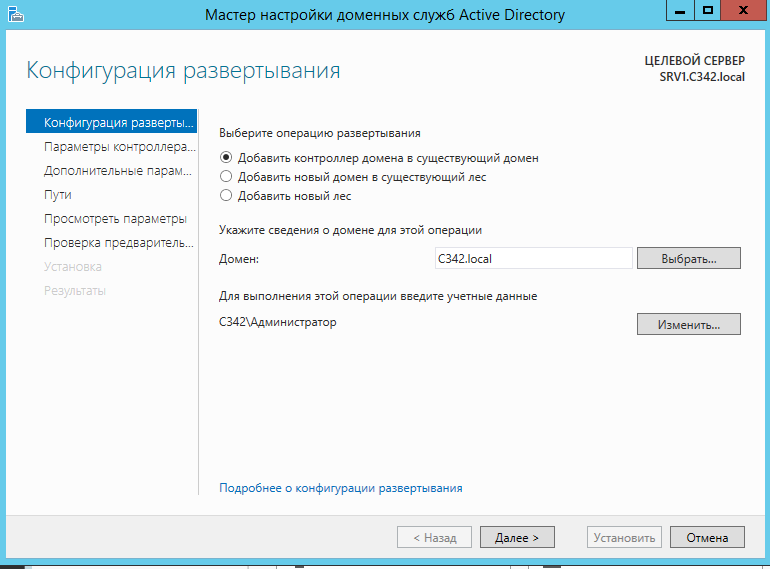 Мастер настройки доменных служб Active Directory
Конфигурация развертывания
ЦЕЛЕВОЙ СЕРВЕР
SRV1.C342.local
Конфигурация разверты...
Параметры контроллера...
Дополнительные парам...
Пути
Просмотреть параметры
Проверка предваритель...
Установка
Результаты
Выберите операцию развертывания
Добавить контроллер домена в существующий домен
Добавить новый домен в существующий лес
Добавить новый лес
Укажите сведения о домене для этой операции
Домен: C342.local Выбрать...
Для выполнения этой операции введите учетные данные
C342\Администратор Изменить...
Подробнее о конфигурации развертывания
< Назад Далее > Установить Отмена